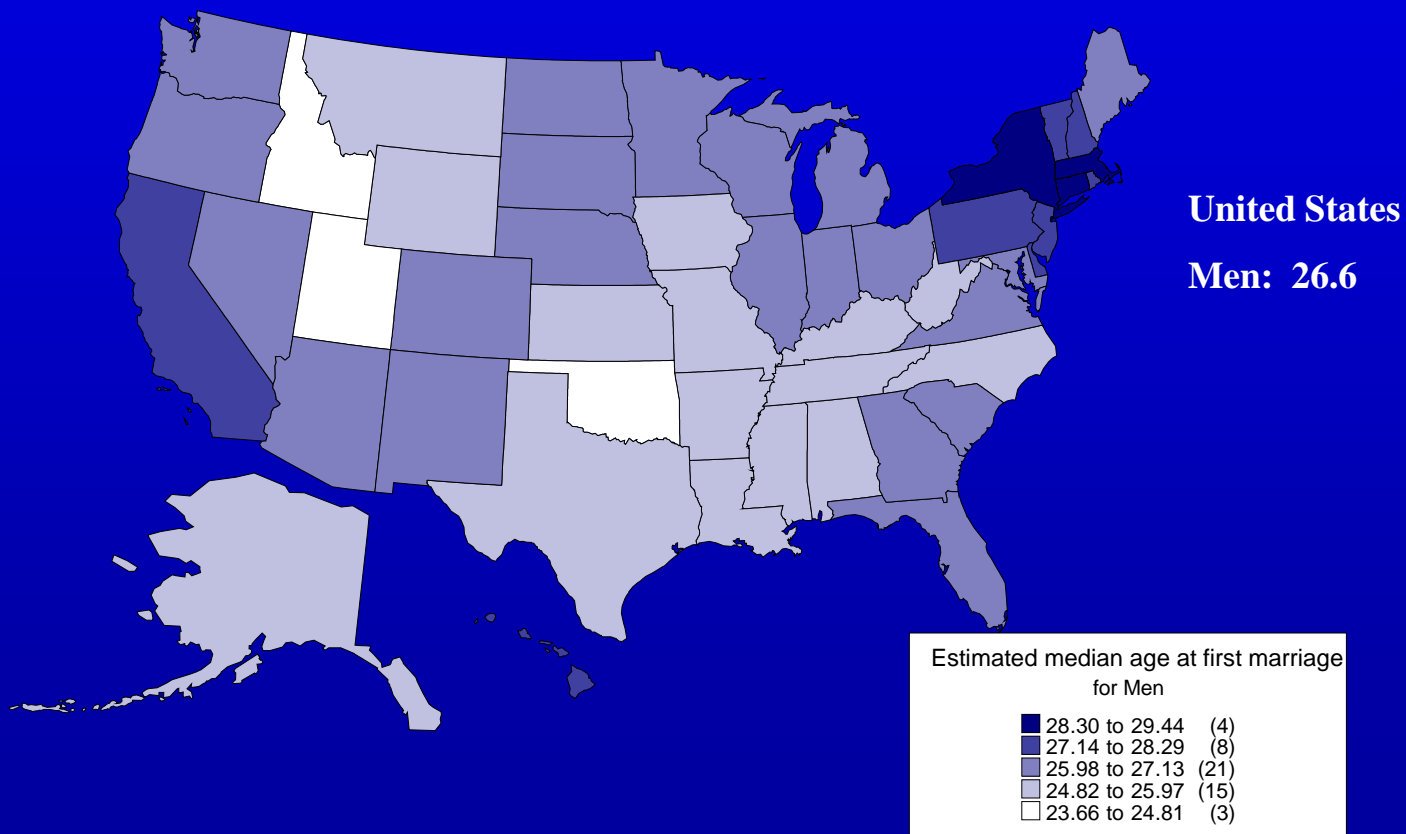 United States
Men: 26.6
Estimated median age at first marriage
for Men
28.30 to 29.44 (4)
27.14 to 28.29 (8)
25.98 to 27.13 (21)
24.82 to 25.97 (15)
23.66 to 24.81 (3)